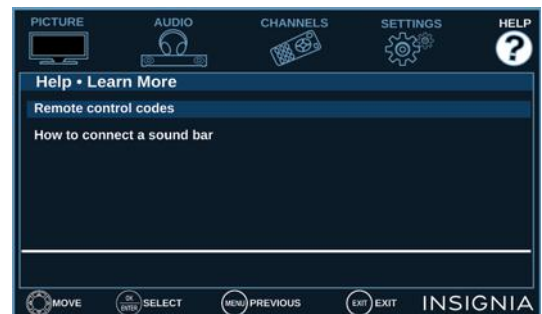 PICTURE AUDIO CHANNELS SETTINGS HELP
?
Help • Learn More
Remote control codes
How to connect a sound bar
MOVE OK ENTER SELECT MENU PREVIOUS EXIT EXIT INSIGNIA